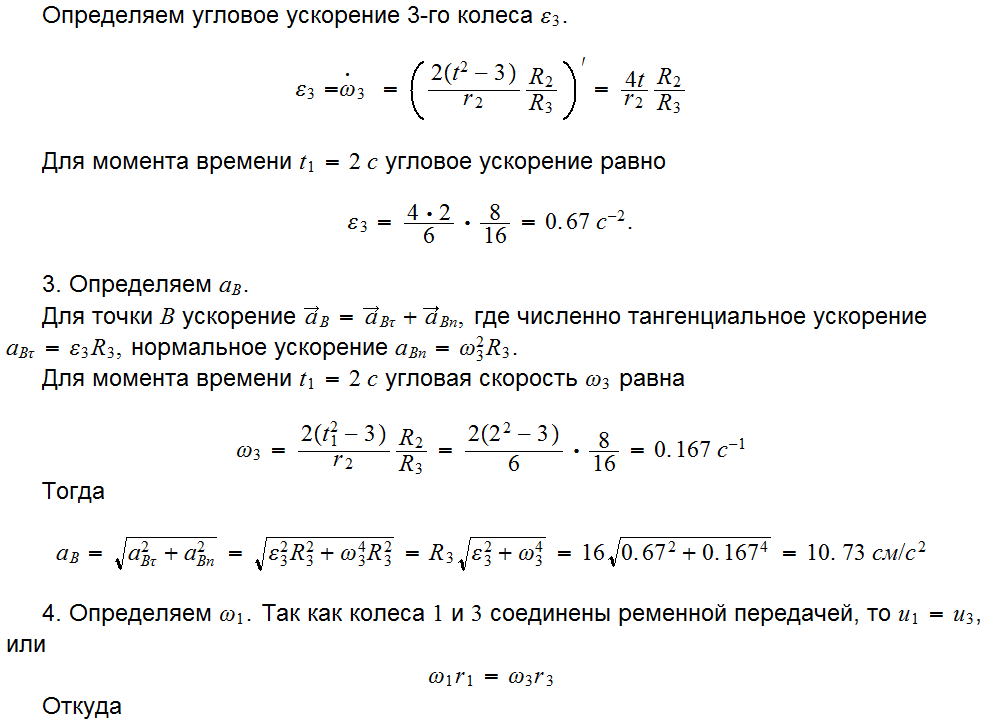 Определяем угловое ускорение 3-го колеса ε₃.
ε₃ = ω̇₃ = (2(t² − 3)/r₂ R₂/R₃)′ = 4t/r₂ R₂/R₃
Для момента времени t₁ = 2 c угловое ускорение равно
ε₃ = 4 • 2/6 • 8/16 = 0.67 c⁻².
3. Определяем a_B.
Для точки B ускорение a⃗_B = a⃗_Bτ + a⃗_Bn, где численно тангенциальное ускорение
a_Bτ = ε₃R₃, нормальное ускорение a_Bn = ω₃²R₃.
Для момента времени t₁ = 2 c угловая скорость ω₃ равна
ω₃ = 2(t₁² − 3)/r₂ R₂/R₃ = 2(2² − 3)/6 • 8/16 = 0.167 c⁻¹
Тогда
a_B = √(a²_Bτ + a²_Bn) = √(ε₃²R₃² + ω₃⁴R₃²) = R₃√(ε₃² + ω₃⁴) = 16√(0.67² + 0.167⁴) = 10.73 см/c²
4. Определяем ω₁. Так как колеса 1 и 3 соединены ременной передачей, то u₁ = u₃,
или
ω₁r₁ = ω₃r₃
Откуда